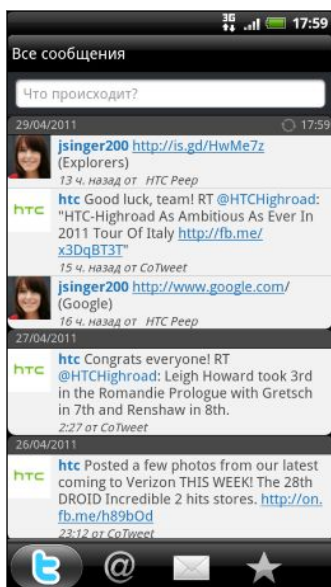 3G 17:59
Все сообщения
Что происходит?
29/04/2011 17:59
jsinger200 http://is.gd/HwMe7z
(Explorers)
13 ч. назад от HTC Peep
htc
htc Good luck, team! RT @HTCHighroad:
"HTC-Highroad As Ambitious As Ever In
2011 Tour Of Italy http://fb.me/
x3DqBT3T"
15 ч. назад от CoTweet
jsinger200 http://www.google.com/
(Google)
16 ч. назад от HTC Peep
27/04/2011
htc
htc Congrats everyone! RT
@HTCHighroad: Leigh Howard took 3rd
in the Romandie Prologue with Gretsch
in 7th and Renshaw in 8th.
2:27 от CoTweet
26/04/2011
htc
htc Posted a few photos from our latest
coming to Verizon THIS WEEK! The 28th
DROID Incredible 2 hits stores. http://on.
fb.me/h89bOd
23:12 от CoTweet
@